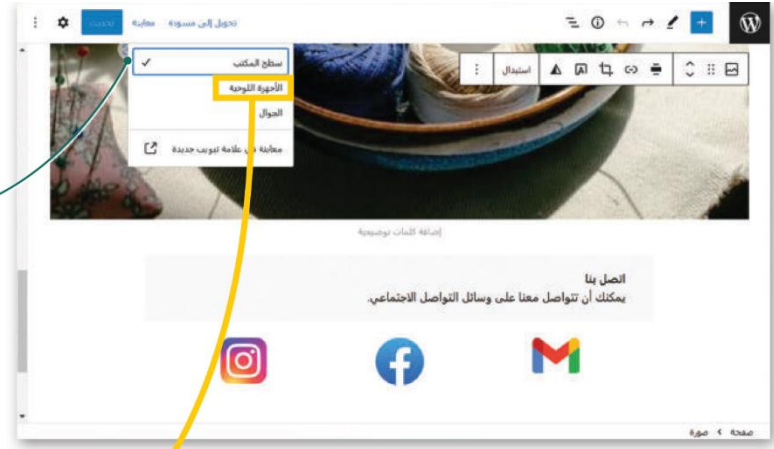 تحويل إلى مسودة معاينة تحديث
سطح المكتب
الأجهزة اللوحية
الجوال
معاينة في علامة تبويب جديدة
استبدال
إضافة كلمات توضيحية
اتصل بنا
يمكنك أن تتواصل معنا على وسائل التواصل الاجتماعي.
صفحة > صورة